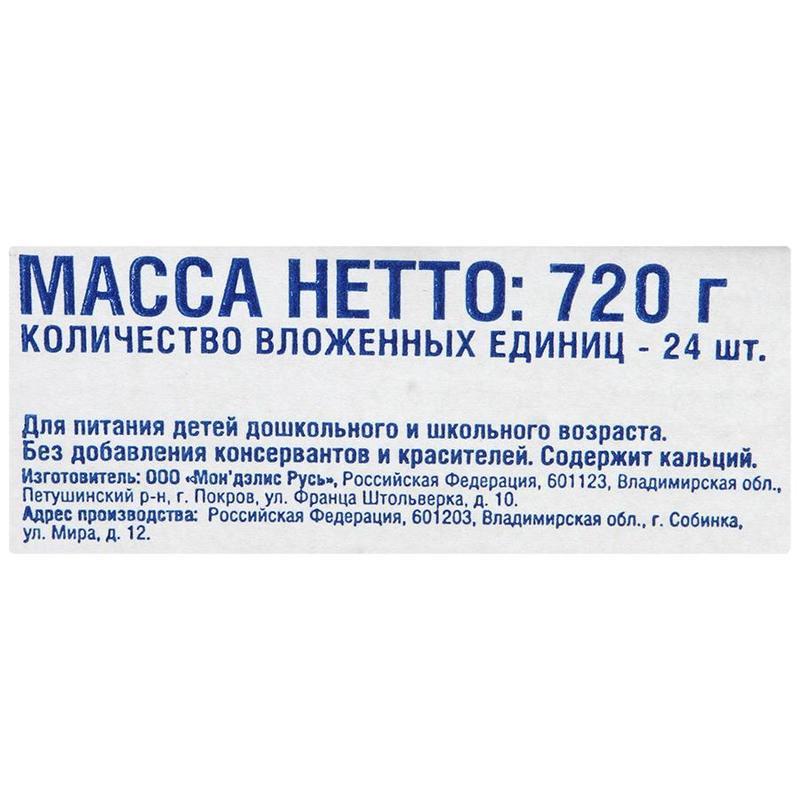 МАССА НЕТТО: 720 г
КОЛИЧЕСТВО ВЛОЖЕННЫХ ЕДИНИЦ - 24 шт.
Для питания детей дошкольного и школьного возраста.
Без добавления консервантов и красителей. Содержит кальций.
Изготовитель: ООО «Мон'дэлис Русь», Российская Федерация, 601123, Владимирская обл.,
Петушинский р-н, г. Покров, ул. Франца Штольверка, д. 10.
Адрес производства: Российская Федерация, 601203, Владимирская обл., г. Собинка,
ул. Мира, д. 12.